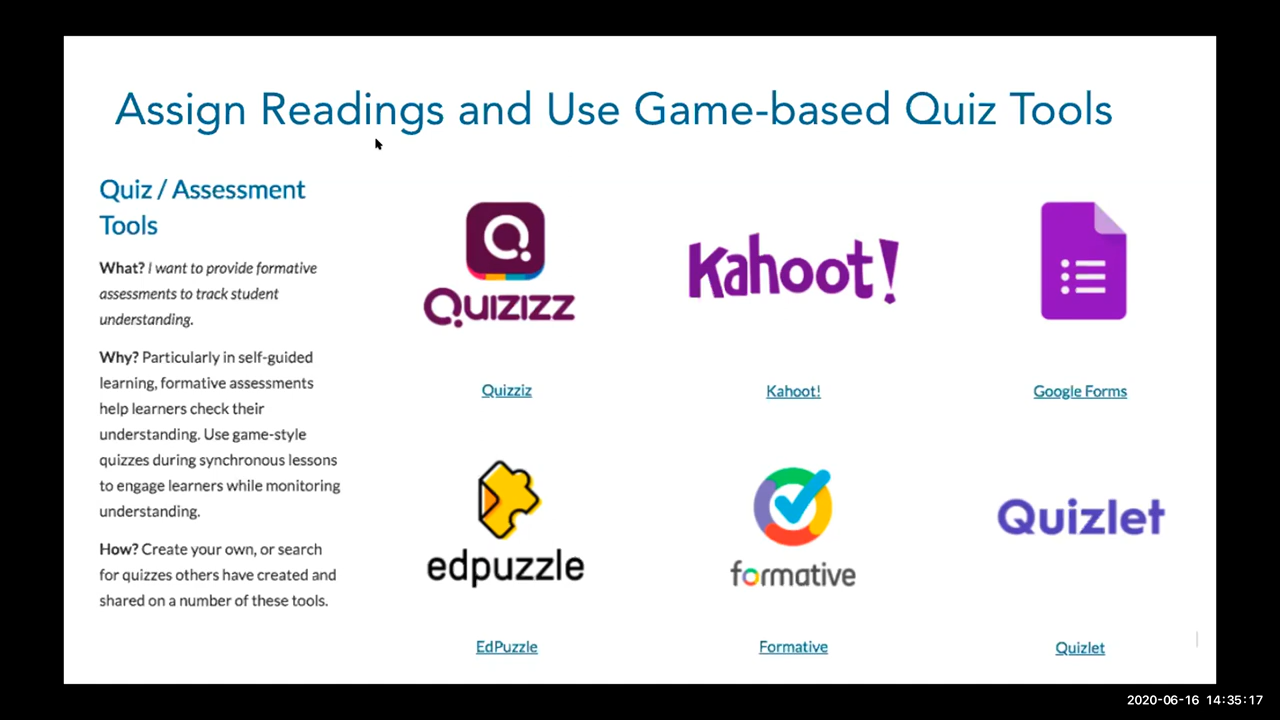 Assign Readings and Use Game-based Quiz Tools
Quiz / Assessment
Tools
What? I want to provide formative
assessments to track student
understanding.
Why? Particularly in self-guided
learning, formative assessments
help learners check their
understanding. Use game-style
quizzes during synchronous lessons
to engage learners while monitoring
understanding.
How? Create your own, or search
for quizzes others have created and
shared on a number of these tools.
Q
QUIZIZZ
Quizziz
Kahoot!
Kahoot!
Google Forms
edpuzzle
EdPuzzle
formative
Formative
Quizlet
Quizlet
2020-06-16 14:35:17